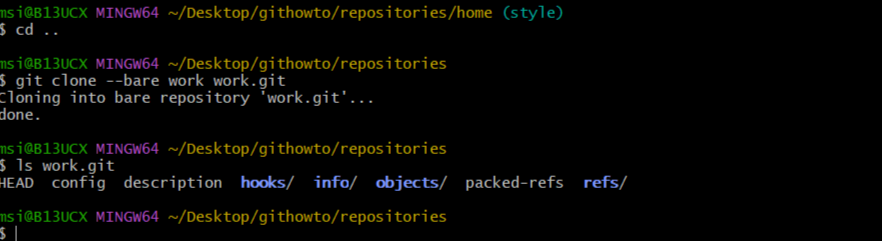 msi@B13UCX MINGW64 ~/Desktop/githowto/repositories/home (style)
$ cd ..
msi@B13UCX MINGW64 ~/Desktop/githowto/repositories
$ git clone --bare work work.git
Cloning into bare repository 'work.git'...
done.
msi@B13UCX MINGW64 ~/Desktop/githowto/repositories
$ ls work.git
HEAD config description hooks/ info/ objects/ packed-refs refs/
msi@B13UCX MINGW64 ~/Desktop/githowto/repositories
$